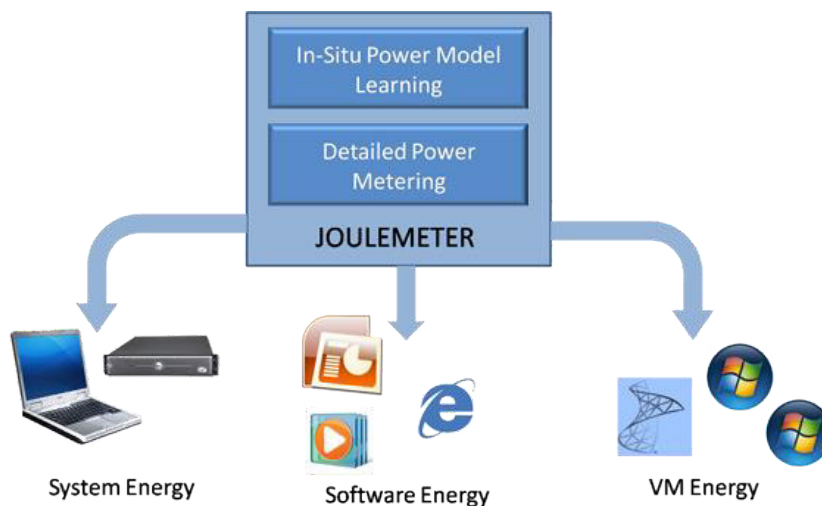 In-Situ Power Model
Learning
Detailed Power
Metering
JOULEMETER
System Energy
Software Energy
VM Energy